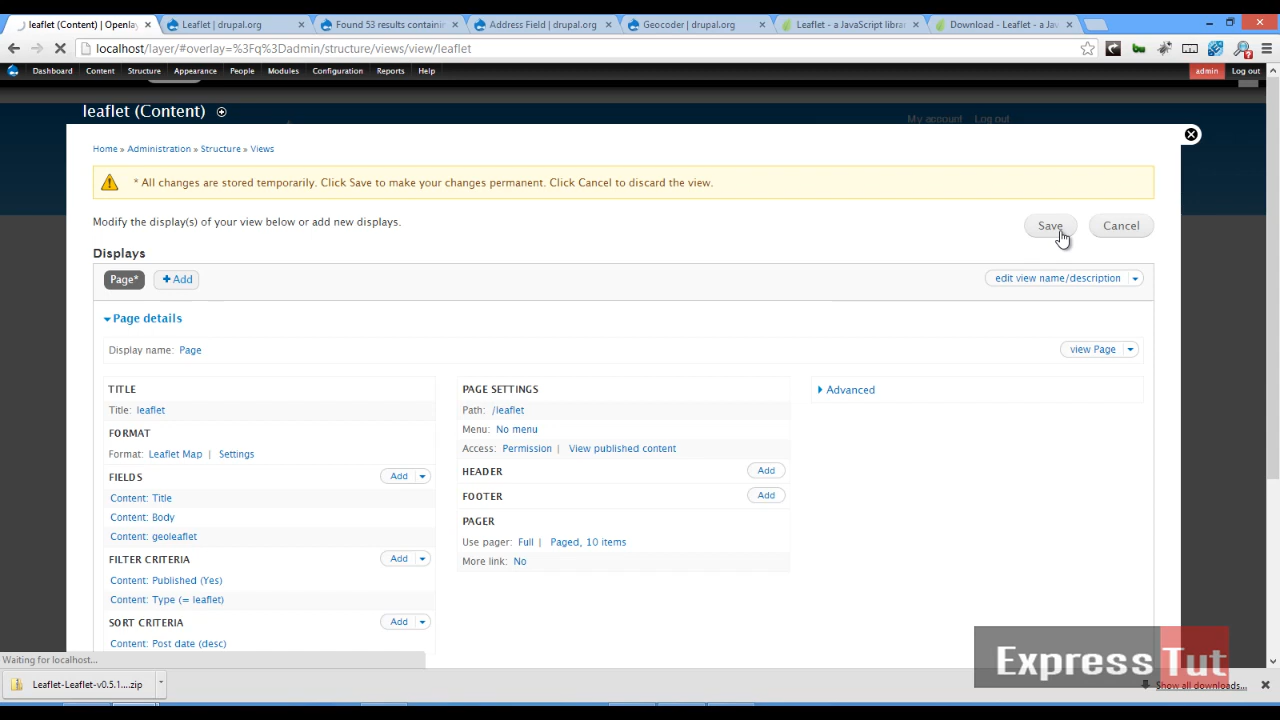 leaflet (Content) | Openlay
Leaflet | drupal.org
Found 53 results containin
Address Field | drupal.org
Geocoder | drupal.org
Leaflet - a JavaScript librar
Download - Leaflet - a Jav
localhost/layer/#overlay=%3Fq%3Dadmin/structure/views/view/leaflet
Dashboard Content Structure Appearance People Modules Configuration Reports Help admin Log out
leaflet (Content)
My account Log out
Home » Administration » Structure » Views
* All changes are stored temporarily. Click Save to make your changes permanent. Click Cancel to discard the view.
Modify the display(s) of your view below or add new displays.
Save Cancel
Displays
Page* + Add edit view name/description
Page details
Display name: Page view Page
TITLE
Title: leaflet
FORMAT
Format: Leaflet Map | Settings
FIELDS Add
Content: Title
Content: Body
Content: geoleaflet
FILTER CRITERIA Add
Content: Published (Yes)
Content: Type (= leaflet)
SORT CRITERIA Add
Content: Post date (desc)
PAGE SETTINGS
Path: /leaflet
Menu: No menu
Access: Permission | View published content
HEADER Add
FOOTER Add
PAGER
Use pager: Full | Paged, 10 items
More link: No
Advanced
Waiting for localhost...
Express Tut
Leaflet-Leaflet-v0.5.1....zip
Show all downloads...